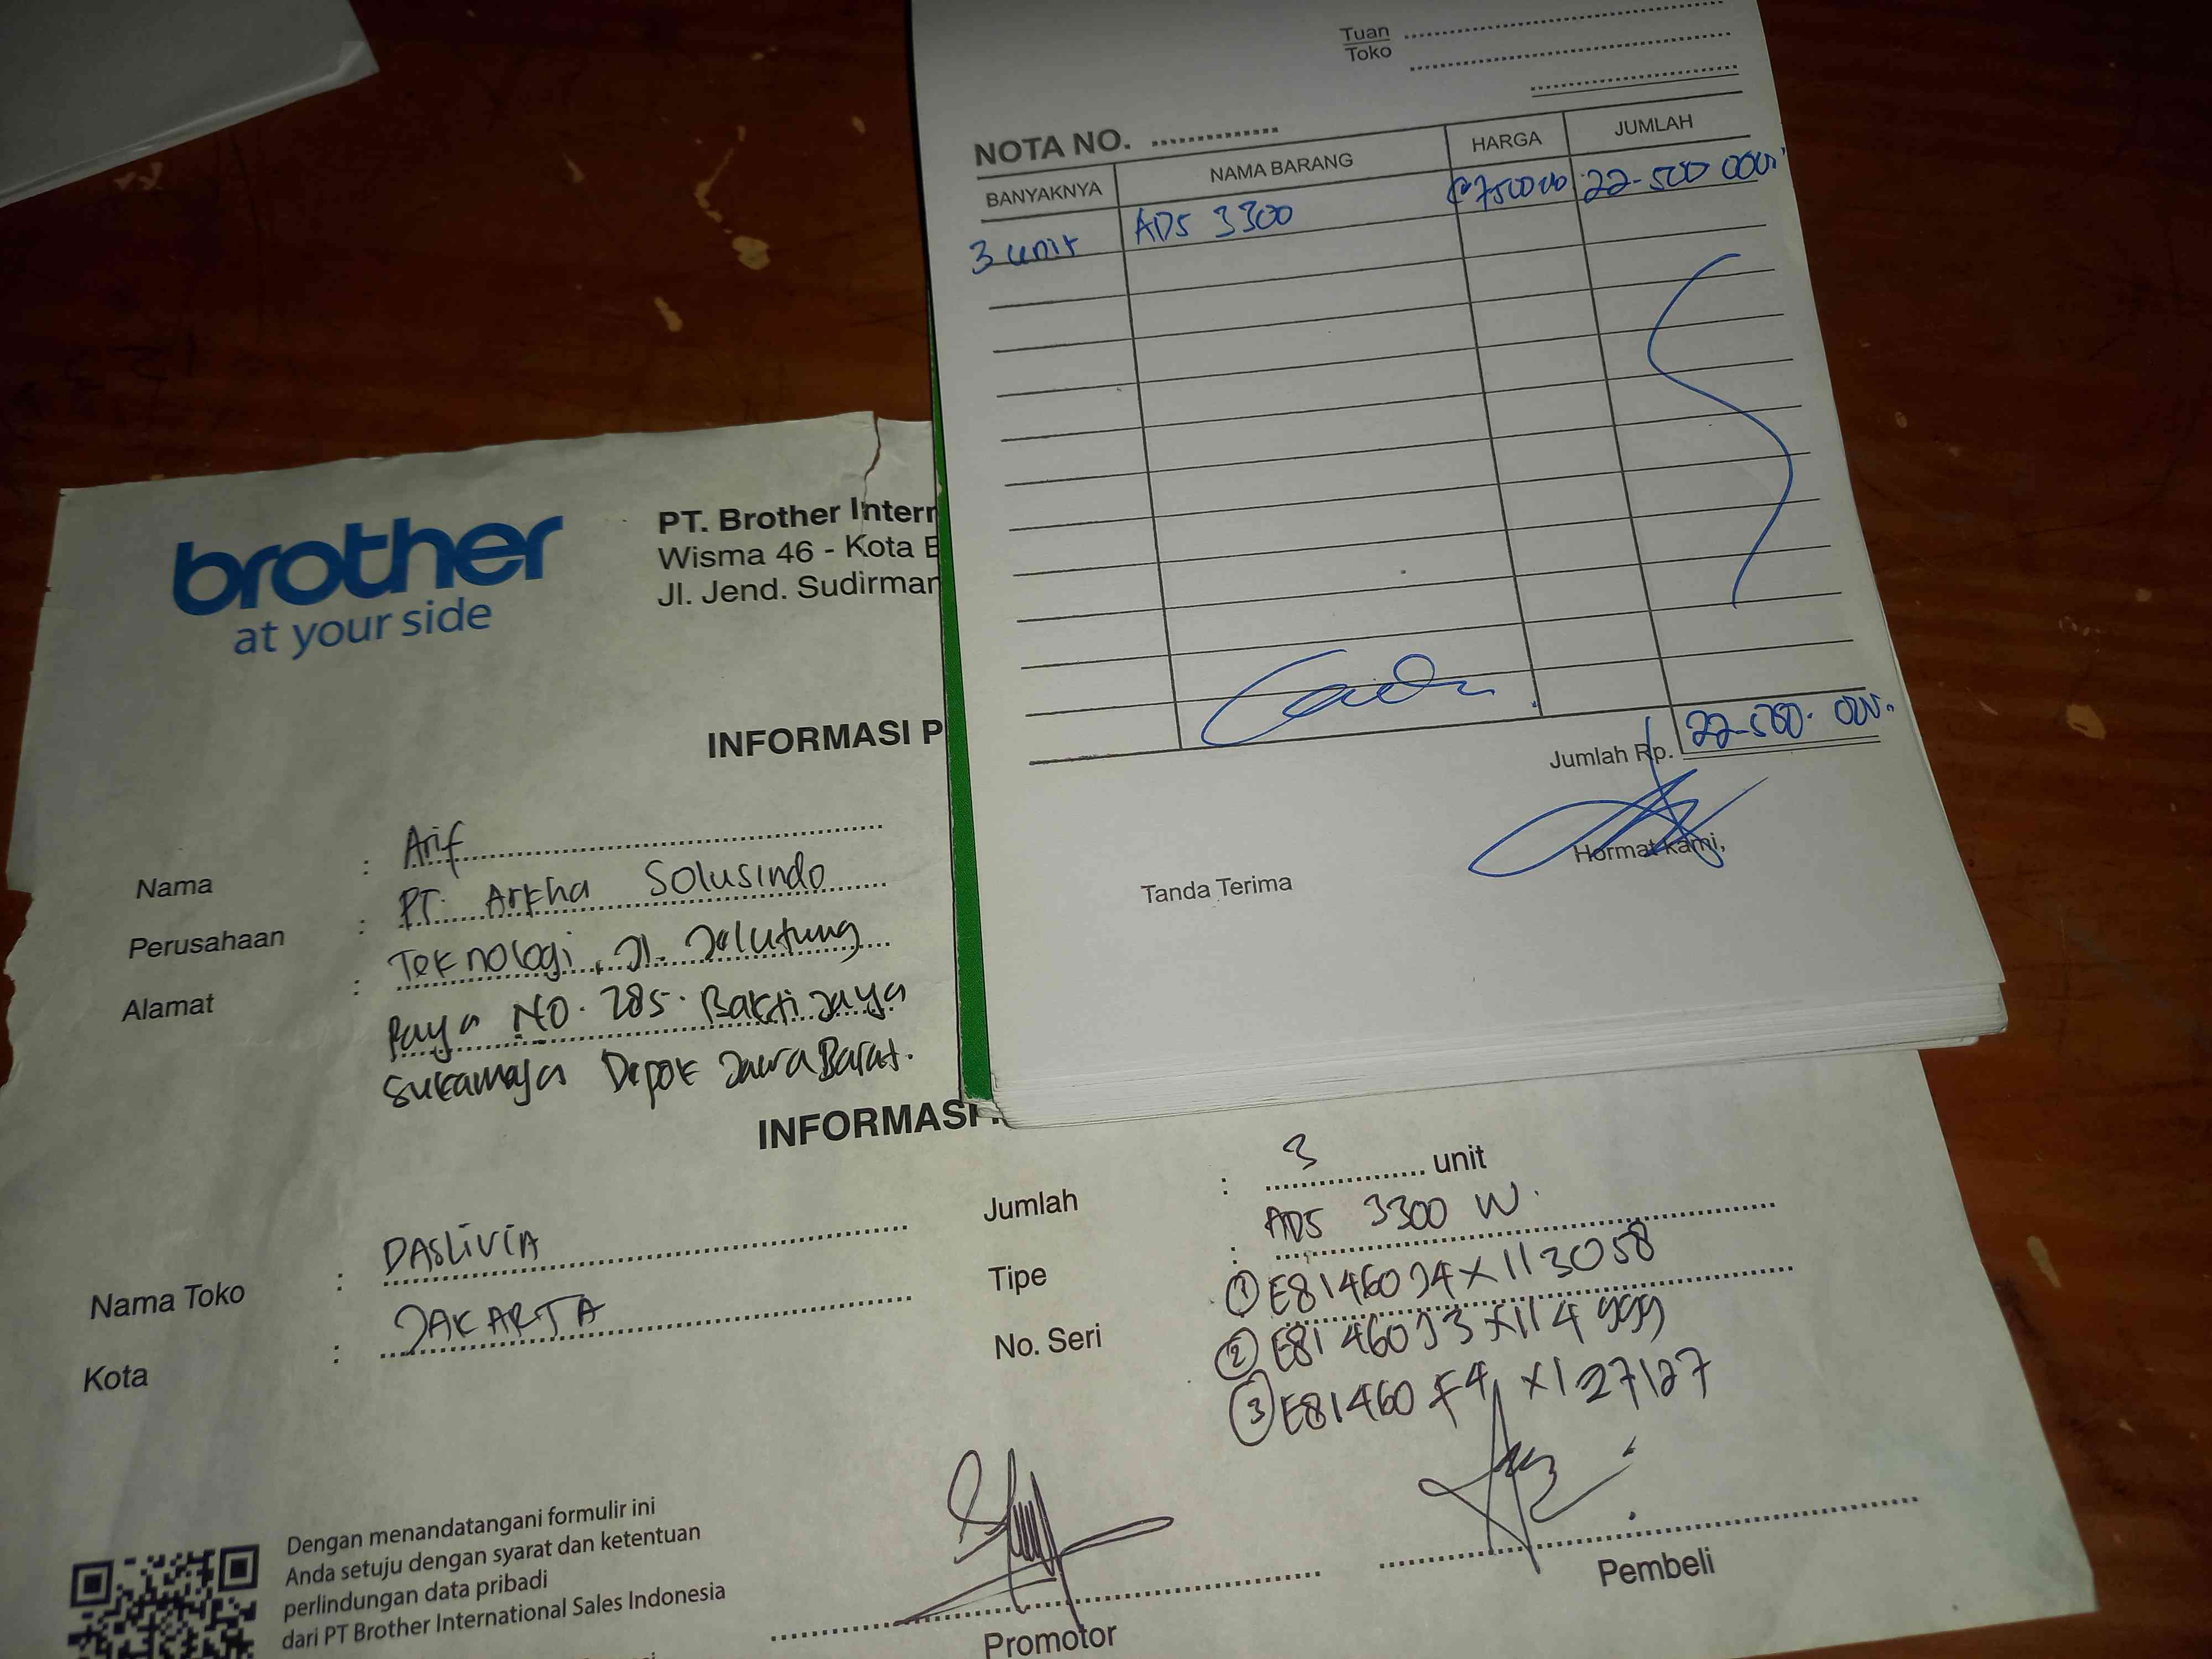 Tuan
Toko
NOTA NO.
BANYAKNYA NAMA BARANG HARGA JUMLAH
3 unit ADS 3300 @ 750000 22-500 000
Jumlah Rp. 22-500.000.
Tanda Terima Hormat kami,
brother
at your side
PT. Brother Intern
Wisma 46 - Kota B
Jl. Jend. Sudirman
INFORMASI P
Nama : Arif
Perusahaan : PT. Arkha Solusindo
Alamat : Teknologi, Jl. Jelutung
Raya NO. 285. Bakti Jaya
Sukamaja Depok Jawa Barat.
INFORMASI
Nama Toko : DASLIVIA
Kota : JAKARTA
Jumlah : 3 unit
Tipe : ADS 3300 W.
No. Seri ① E81460J4X113058
② E81460J3X114999
③ E81460F4X127127
Dengan menandatangani formulir ini
Anda setuju dengan syarat dan ketentuan
perlindungan data pribadi
dari PT Brother International Sales Indonesia
Promotor
Pembeli